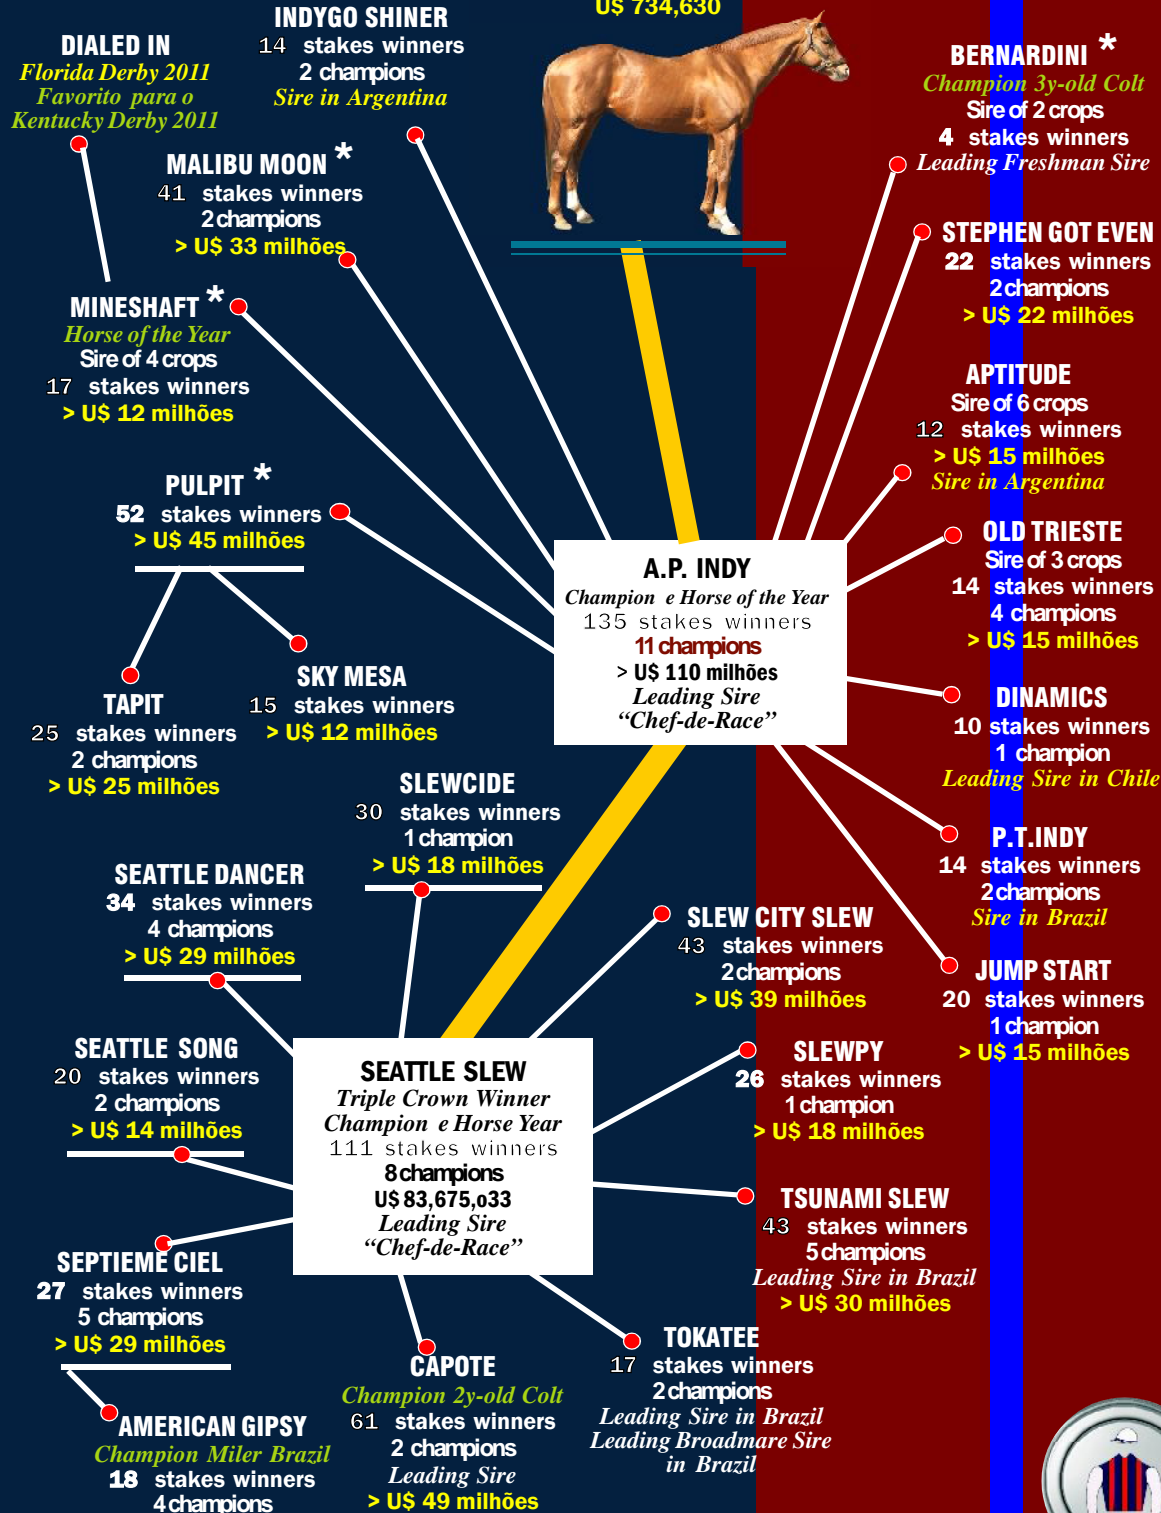 U$ 734,630
INDYGO SHINER
14 stakes winners
2 champions
Sire in Argentina
DIALED IN
Florida Derby 2011
Favorito para o
Kentucky Derby 2011
BERNARDINI *
Champion 3y-old Colt
Sire of 2 crops
4 stakes winners
Leading Freshman Sire
MALIBU MOON *
41 stakes winners
2 champions
> U$ 33 milhões
STEPHEN GOT EVEN
22 stakes winners
2 champions
> U$ 22 milhões
MINESHAFT *
Horse of the Year
Sire of 4 crops
17 stakes winners
> U$ 12 milhões
APTITUDE
Sire of 6 crops
12 stakes winners
> U$ 15 milhões
Sire in Argentina
PULPIT *
52 stakes winners
> U$ 45 milhões
OLD TRIESTE
Sire of 3 crops
14 stakes winners
4 champions
> U$ 15 milhões
A.P. INDY
Champion e Horse of the Year
135 stakes winners
11 champions
> U$ 110 milhões
Leading Sire
“Chef-de-Race”
SKY MESA
15 stakes winners
> U$ 12 milhões
TAPIT
25 stakes winners
2 champions
> U$ 25 milhões
DINAMICS
10 stakes winners
1 champion
Leading Sire in Chile
SLEWCIDE
30 stakes winners
1 champion
> U$ 18 milhões
P.T.INDY
14 stakes winners
2 champions
Sire in Brazil
SEATTLE DANCER
34 stakes winners
4 champions
> U$ 29 milhões
SLEW CITY SLEW
43 stakes winners
2 champions
> U$ 39 milhões
JUMP START
20 stakes winners
1 champion
> U$ 15 milhões
SEATTLE SONG
20 stakes winners
2 champions
> U$ 14 milhões
SLEWPY
26 stakes winners
1 champion
> U$ 18 milhões
SEATTLE SLEW
Triple Crown Winner
Champion e Horse Year
111 stakes winners
8 champions
U$ 83,675,o33
Leading Sire
“Chef-de-Race”
TSUNAMI SLEW
43 stakes winners
5 champions
Leading Sire in Brazil
> U$ 30 milhões
SEPTIEME CIEL
27 stakes winners
5 champions
> U$ 29 milhões
TOKATEE
17 stakes winners
2 champions
Leading Sire in Brazil
Leading Broadmare Sire
in Brazil
CAPOTE
Champion 2y-old Colt
61 stakes winners
2 champions
Leading Sire
> U$ 49 milhões
AMERICAN GIPSY
Champion Miler Brazil
18 stakes winners
4 champions